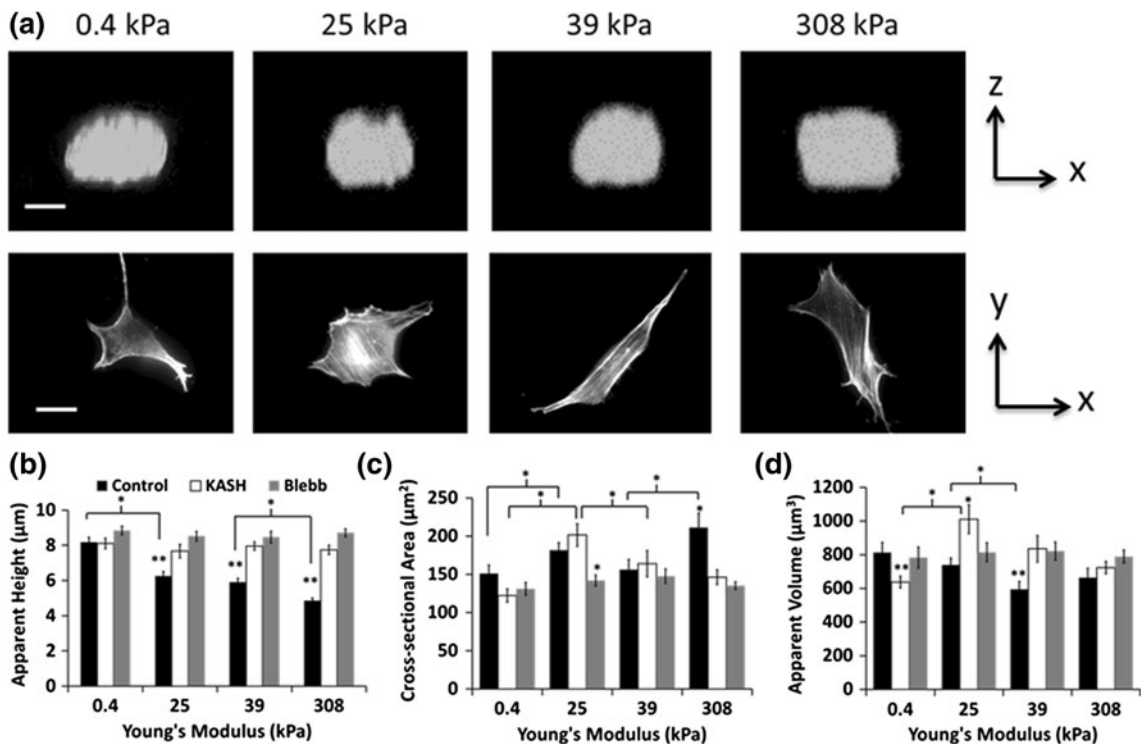 (a)
0.4 kPa 25 kPa 39 kPa 308 kPa
z
x
y
x
(b)
Control KASH Blebb
Apparent Height (μm)
12
10
8
6
4
2
0
* *
** ** **
0.4 25 39 308
Young's Modulus (kPa)
(c)
Cross-sectional Area (μm²)
250
200
150
100
50
0
* * * *
* *
0.4 25 39 308
Young's Modulus (kPa)
(d)
Apparent Volume (μm³)
1200
1000
800
600
400
200
0
* *
** * **
0.4 25 39 308
Young's Modulus (kPa)